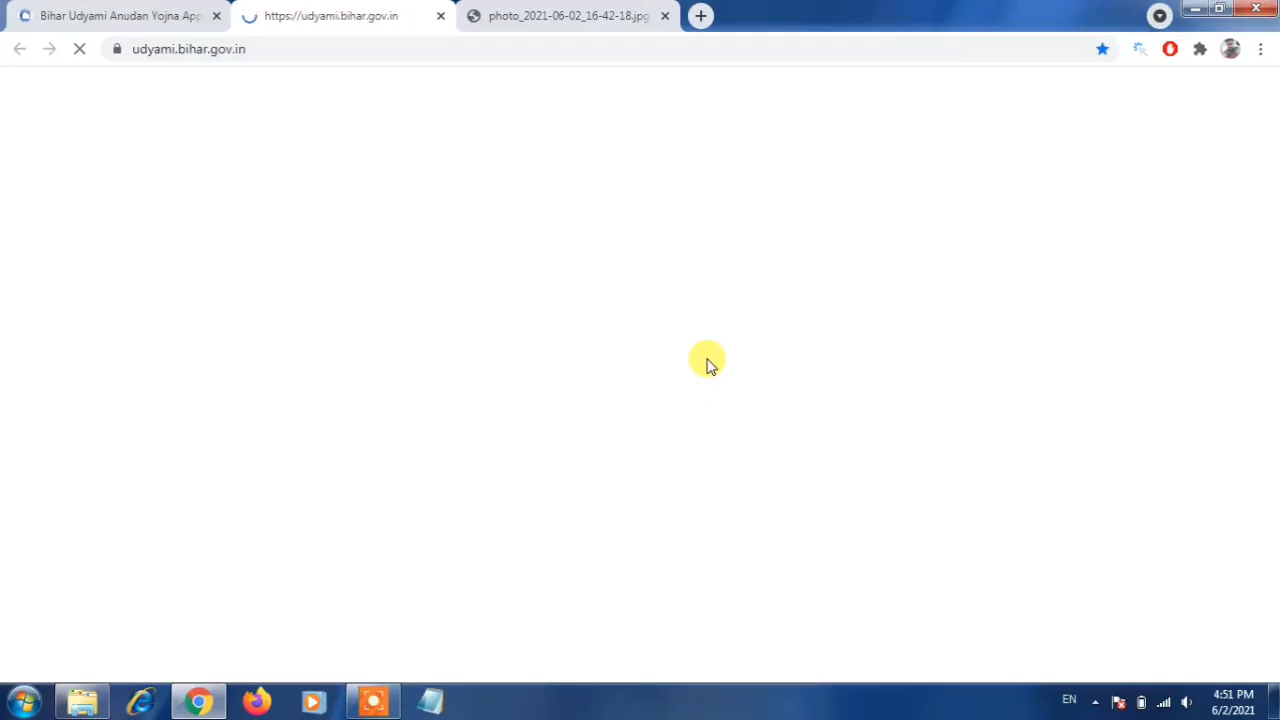 Bihar Udyami Anudan Yojna App
https://udyami.bihar.gov.in
photo_2021-06-02_16-42-18.jpg
udyami.bihar.gov.in
EN
4:51 PM
6/2/2021